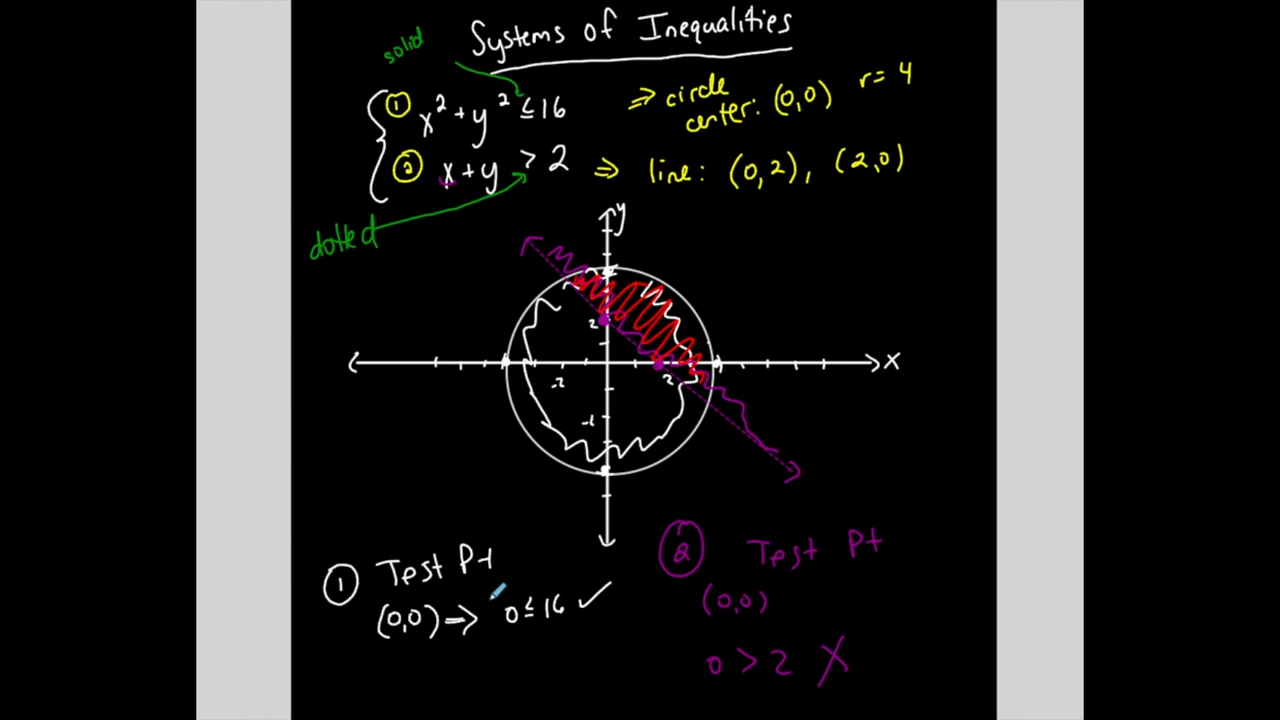 Systems of Inequalities
solid
① x² + y² ≤ 16 ⇒ circle center: (0,0) r = 4
② x + y > 2 ⇒ line: (0,2), (2,0)
dotted
y
2
x
-2 2
-1
① Test Pt
(0,0) ⇒ 0 ≤ 16 ✓
② Test Pt
(0,0)
0 > 2 X